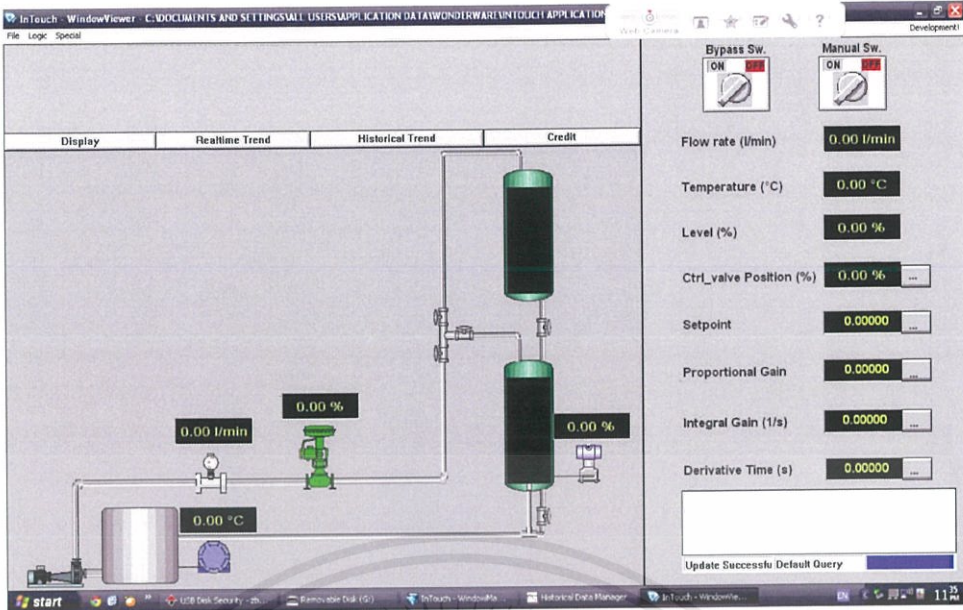 InTouch - WindowViewer - C:\DOCUMENTS AND SETTINGS\ALL USERS\APPLICATION DATA\WONDERWARE\INTOUCH APPLICATION
Web Camera
File Logic Special
Development!
Bypass Sw.
Manual Sw.
ON OFF
ON OFF
Display
Realtime Trend
Historical Trend
Credit
Flow rate (l/min)
0.00 l/min
Temperature (°C)
0.00 °C
Level (%)
0.00 %
Ctrl_valve Position (%)
0.00 %
...
Setpoint
0.00000
...
Proportional Gain
0.00000
...
Integral Gain (1/s)
0.00000
...
Derivative Time (s)
0.00000
...
0.00 %
0.00 l/min
0.00 %
0.00 °C
Update Successfu Default Query
start
USB Disk Security - zb...
Removable Disk (G:)
InTouch - WindowMa...
Historical Data Manager
InTouch - WindowVie...
EN